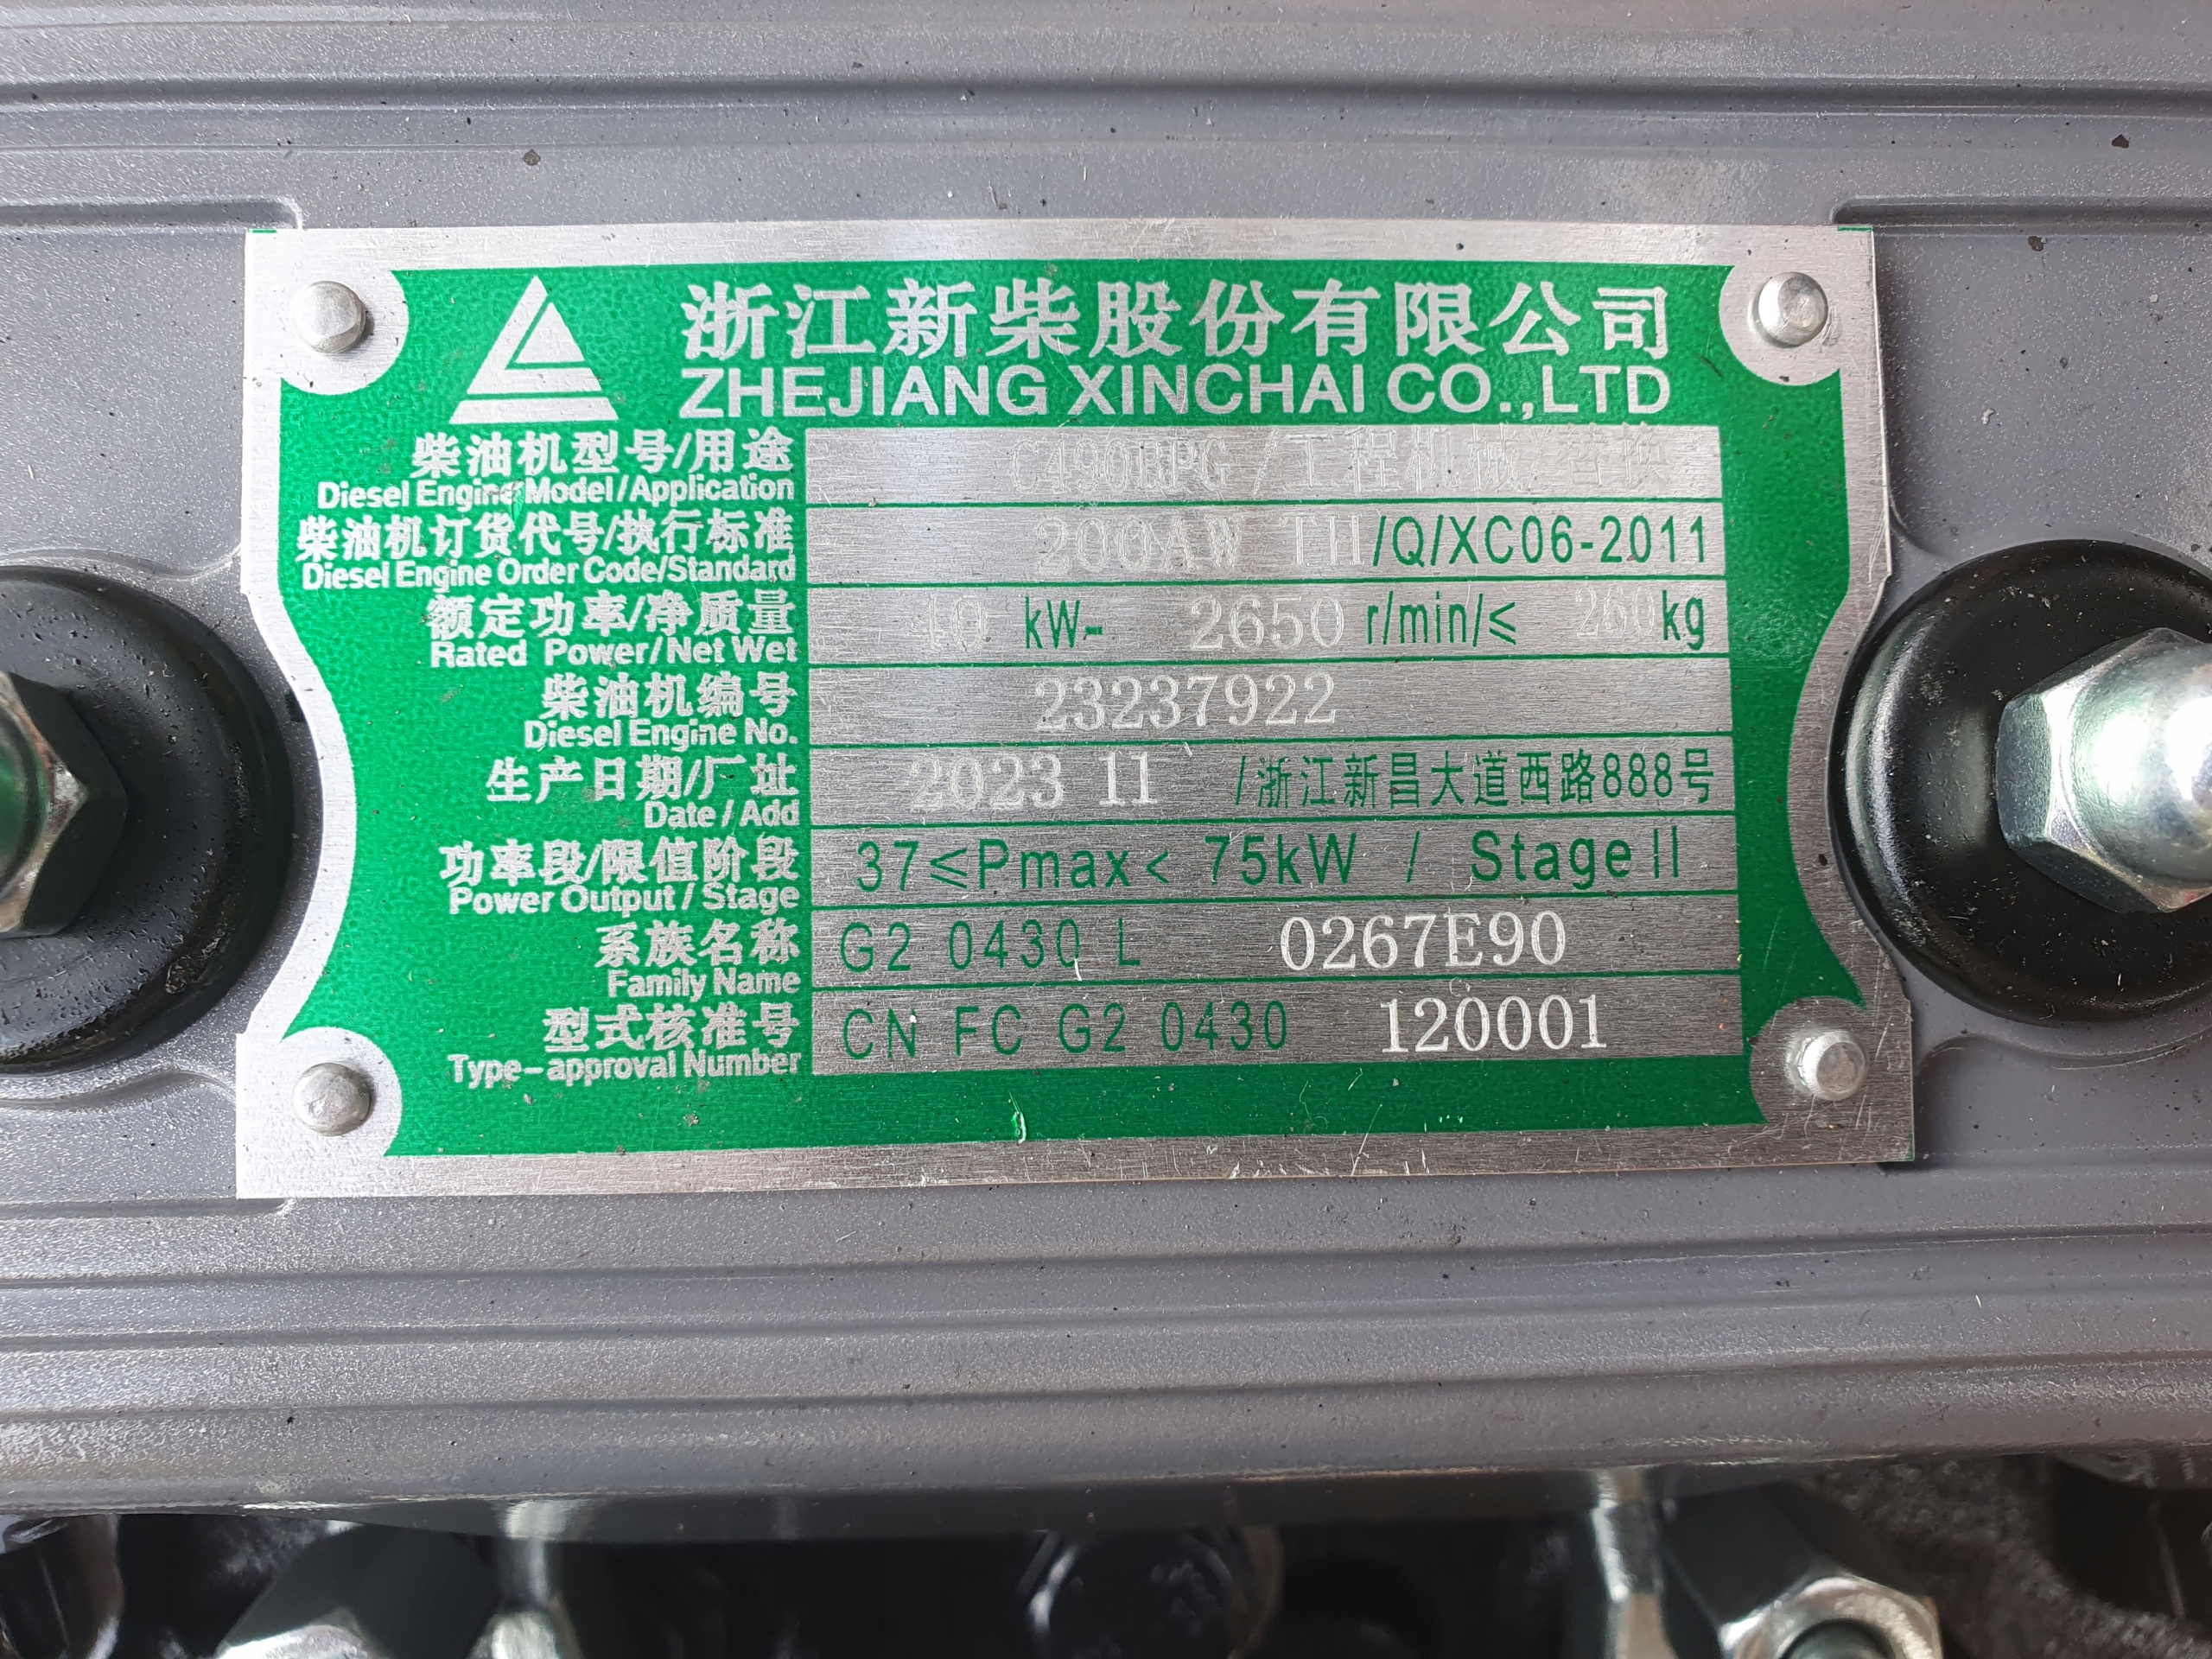 浙江新柴股份有限公司
ZHEJIANG XINCHAI CO.,LTD
柴油机型号/用途 C490BPG/工程机械/替换
Diesel Engine Model/Application
柴油机订货代号/执行标准 200AW /Q/XC06-2011
Diesel Engine Order Code/Standard
额定功率/净质量 40 kW- 2650 r/min/≤ 260kg
Rated Power/Net Wet
柴油机编号 23237922
Diesel Engine No.
生产日期/厂址 2023 11 /浙江新昌大道西路888号
Date/Add
功率段/限值阶段 37≤Pmax< 75kW / Stage II
Power Output/Stage
系族名称 G2 0430 L 0267E90
Family Name
型式核准号 CN FC G2 0430 120001
Type-approval Number